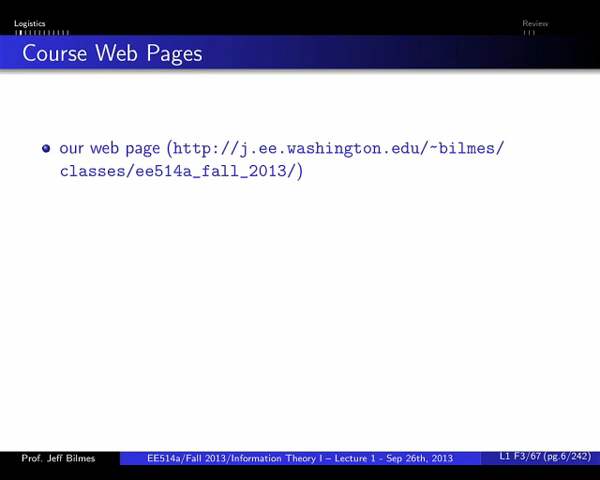 Logistics Review
Course Web Pages
our web page (http://j.ee.washington.edu/~bilmes/
classes/ee514a_fall_2013/)
Prof. Jeff Bilmes EE514a/Fall 2013/Information Theory I – Lecture 1 - Sep 26th, 2013 L1 F3/67 (pg.6/242)